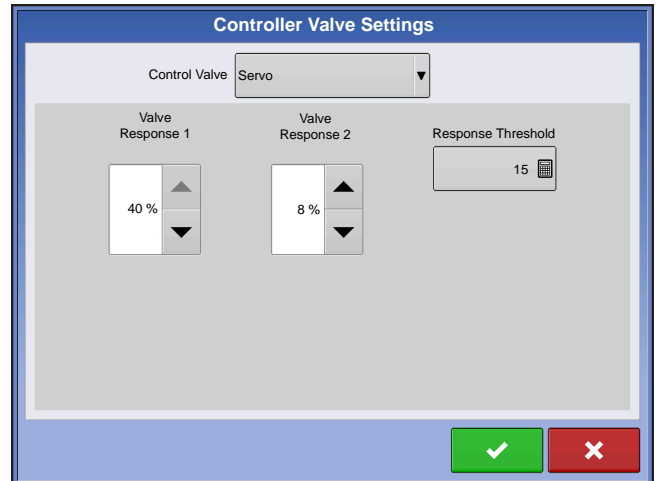 Controller Valve Settings
Control Valve Servo
Valve
Response 1
Valve
Response 2
Response Threshold
40 %
8 %
15